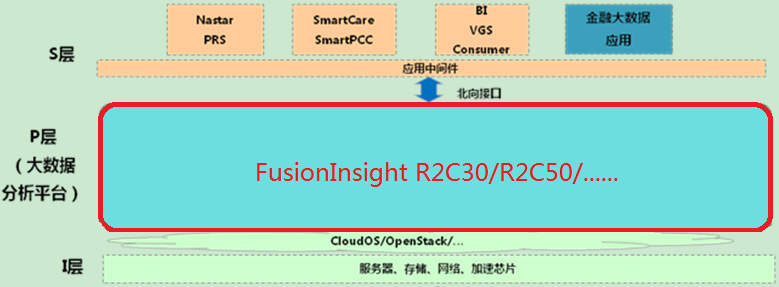 Nastar
PRS
SmartCare
SmartPCC
BI
VGS
Consumer
金融大数据
应用
S层
应用中间件
北向接口
P层
（大数据
分析平台）
FusionInsight R2C30/R2C50/......
CloudOS/OpenStack/...
I层
服务器、存储、网络、加速芯片